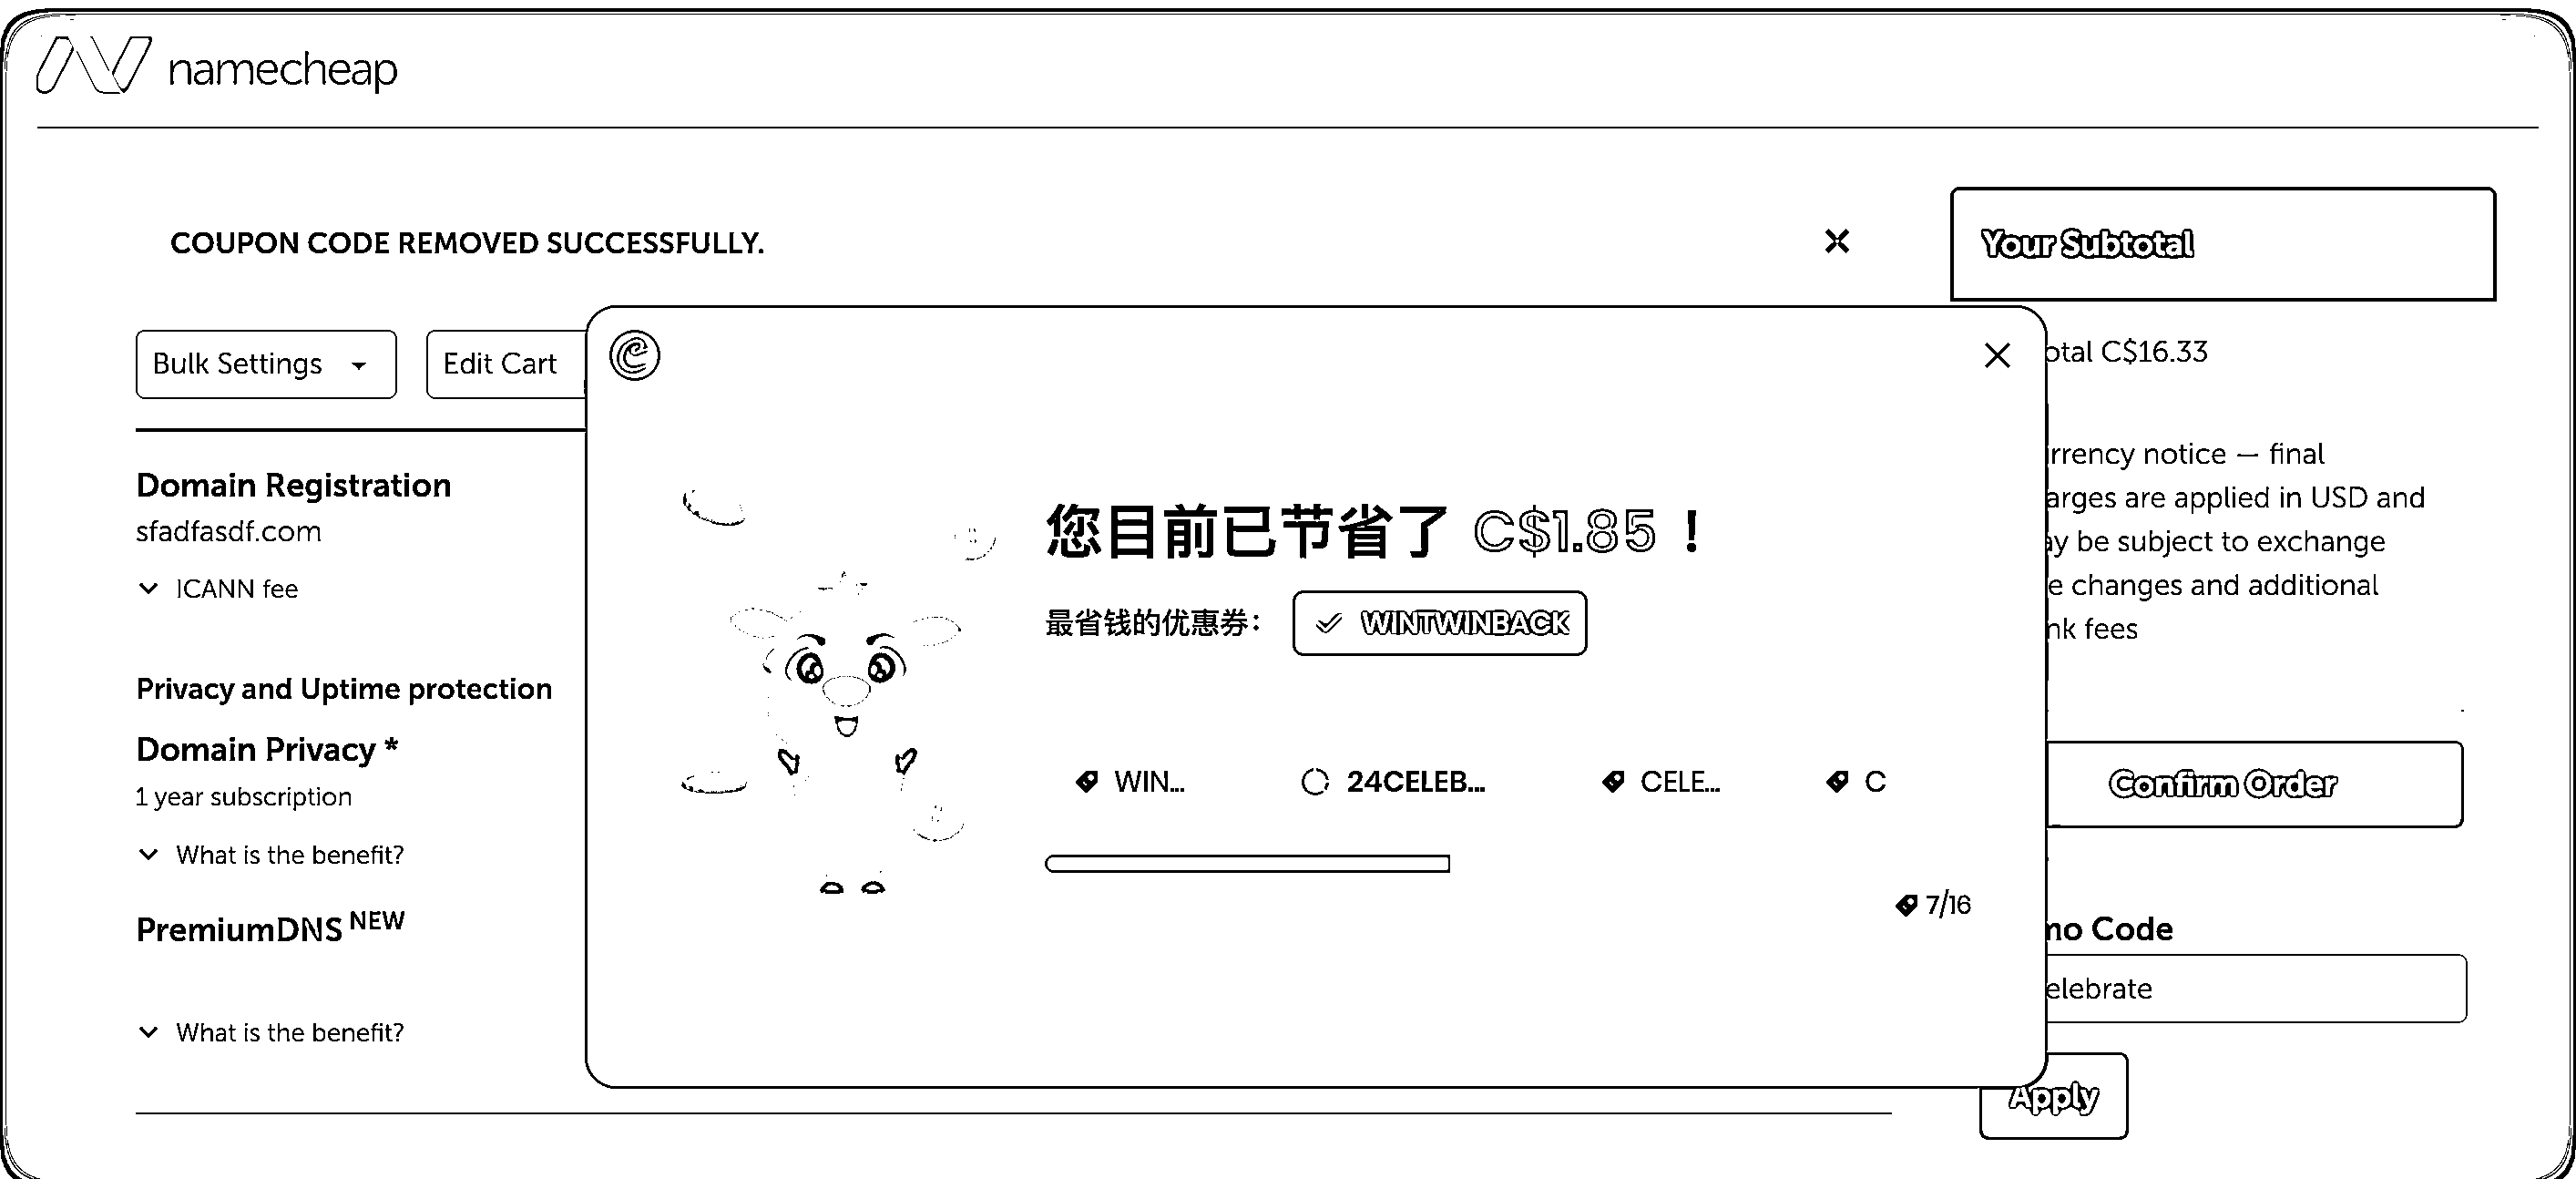 namecheap
COUPON CODE REMOVED SUCCESSFULLY.
Your Subtotal
Bulk Settings
Edit Cart
otal C$16.33
Domain Registration
sfadfasdf.com
ICANN fee
rrency notice — final
arges are applied in USD and
ay be subject to exchange
e changes and additional
nk fees
您目前已节省了 C$1.85 !
最省钱的优惠券: WINTWINBACK
Privacy and Uptime protection
Domain Privacy *
1 year subscription
What is the benefit?
WIN... 24CELEB... CELE... C
7/16
Confirm Order
PremiumDNS NEW
What is the benefit?
mo Code
elebrate
Apply